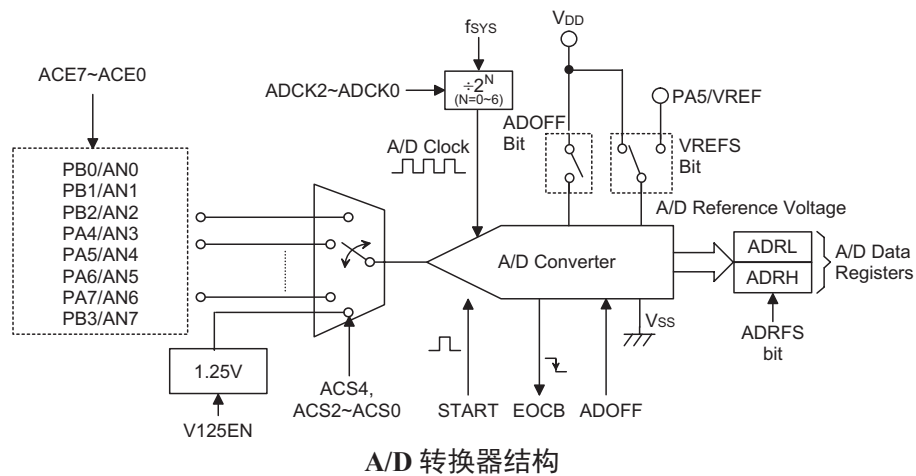 fSYS
VDD
ACE7~ACE0
ADCK2~ADCK0
÷2N
(N=0~6)
PA5/VREF
ADOFF
Bit
VREFS
Bit
A/D Clock
PB0/AN0
PB1/AN1
PB2/AN2
PA4/AN3
PA5/AN4
PA6/AN5
PA7/AN6
PB3/AN7
A/D Reference Voltage
A/D Converter
ADRL
ADRH
A/D Data
Registers
VSS
ADRFS
bit
1.25V
V125EN
ACS4,
ACS2~ACS0
START
EOCB
ADOFF
A/D 转换器结构